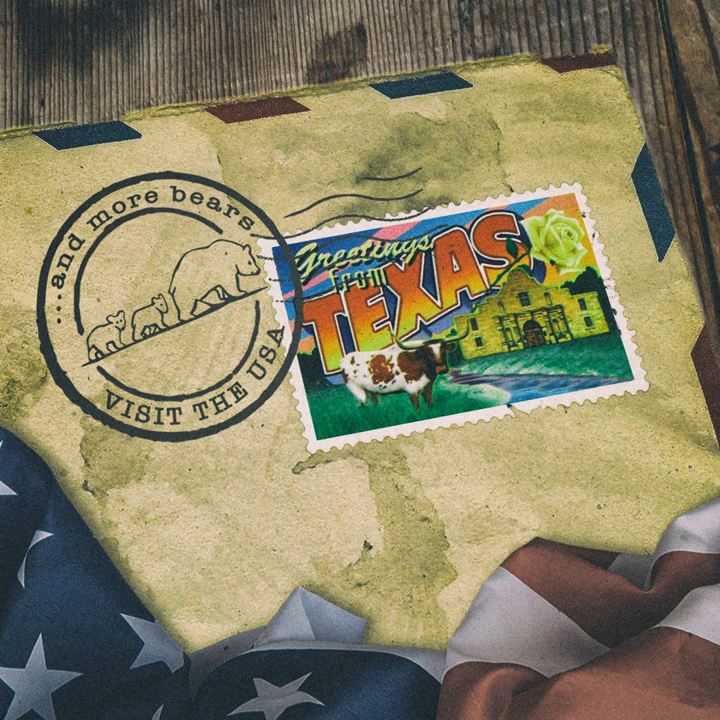 ...and more bears
VISIT THE USA
Greetings
from
TEXAS